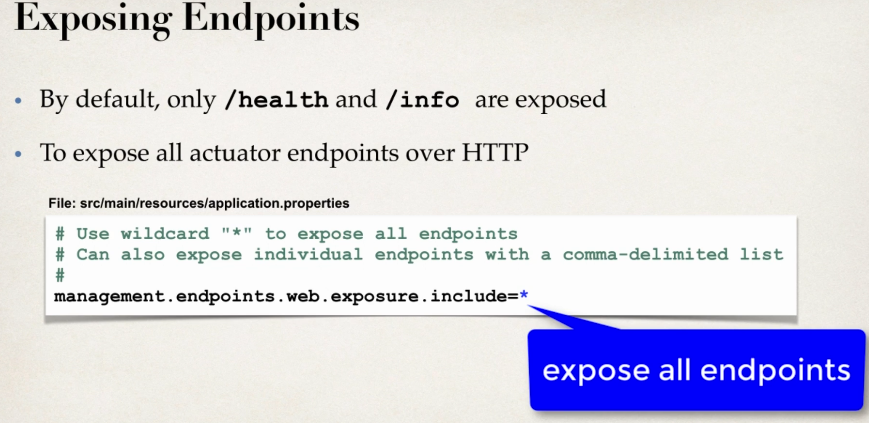 Exposing Endpoints
• By default, only /health and /info are exposed
• To expose all actuator endpoints over HTTP
File: src/main/resources/application.properties
# Use wildcard "*" to expose all endpoints
# Can also expose individual endpoints with a comma-delimited list
#
management.endpoints.web.exposure.include=*
expose all endpoints